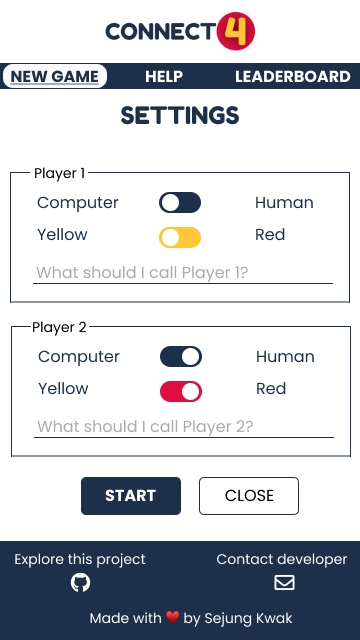 CONNECT4
NEW GAME HELP LEADERBOARD
SETTINGS
Player 1
Computer Human
Yellow Red
What should I call Player 1?
Player 2
Computer Human
Yellow Red
What should I call Player 2?
START CLOSE
Explore this project Contact developer
Made with ❤️ by Sejung Kwak